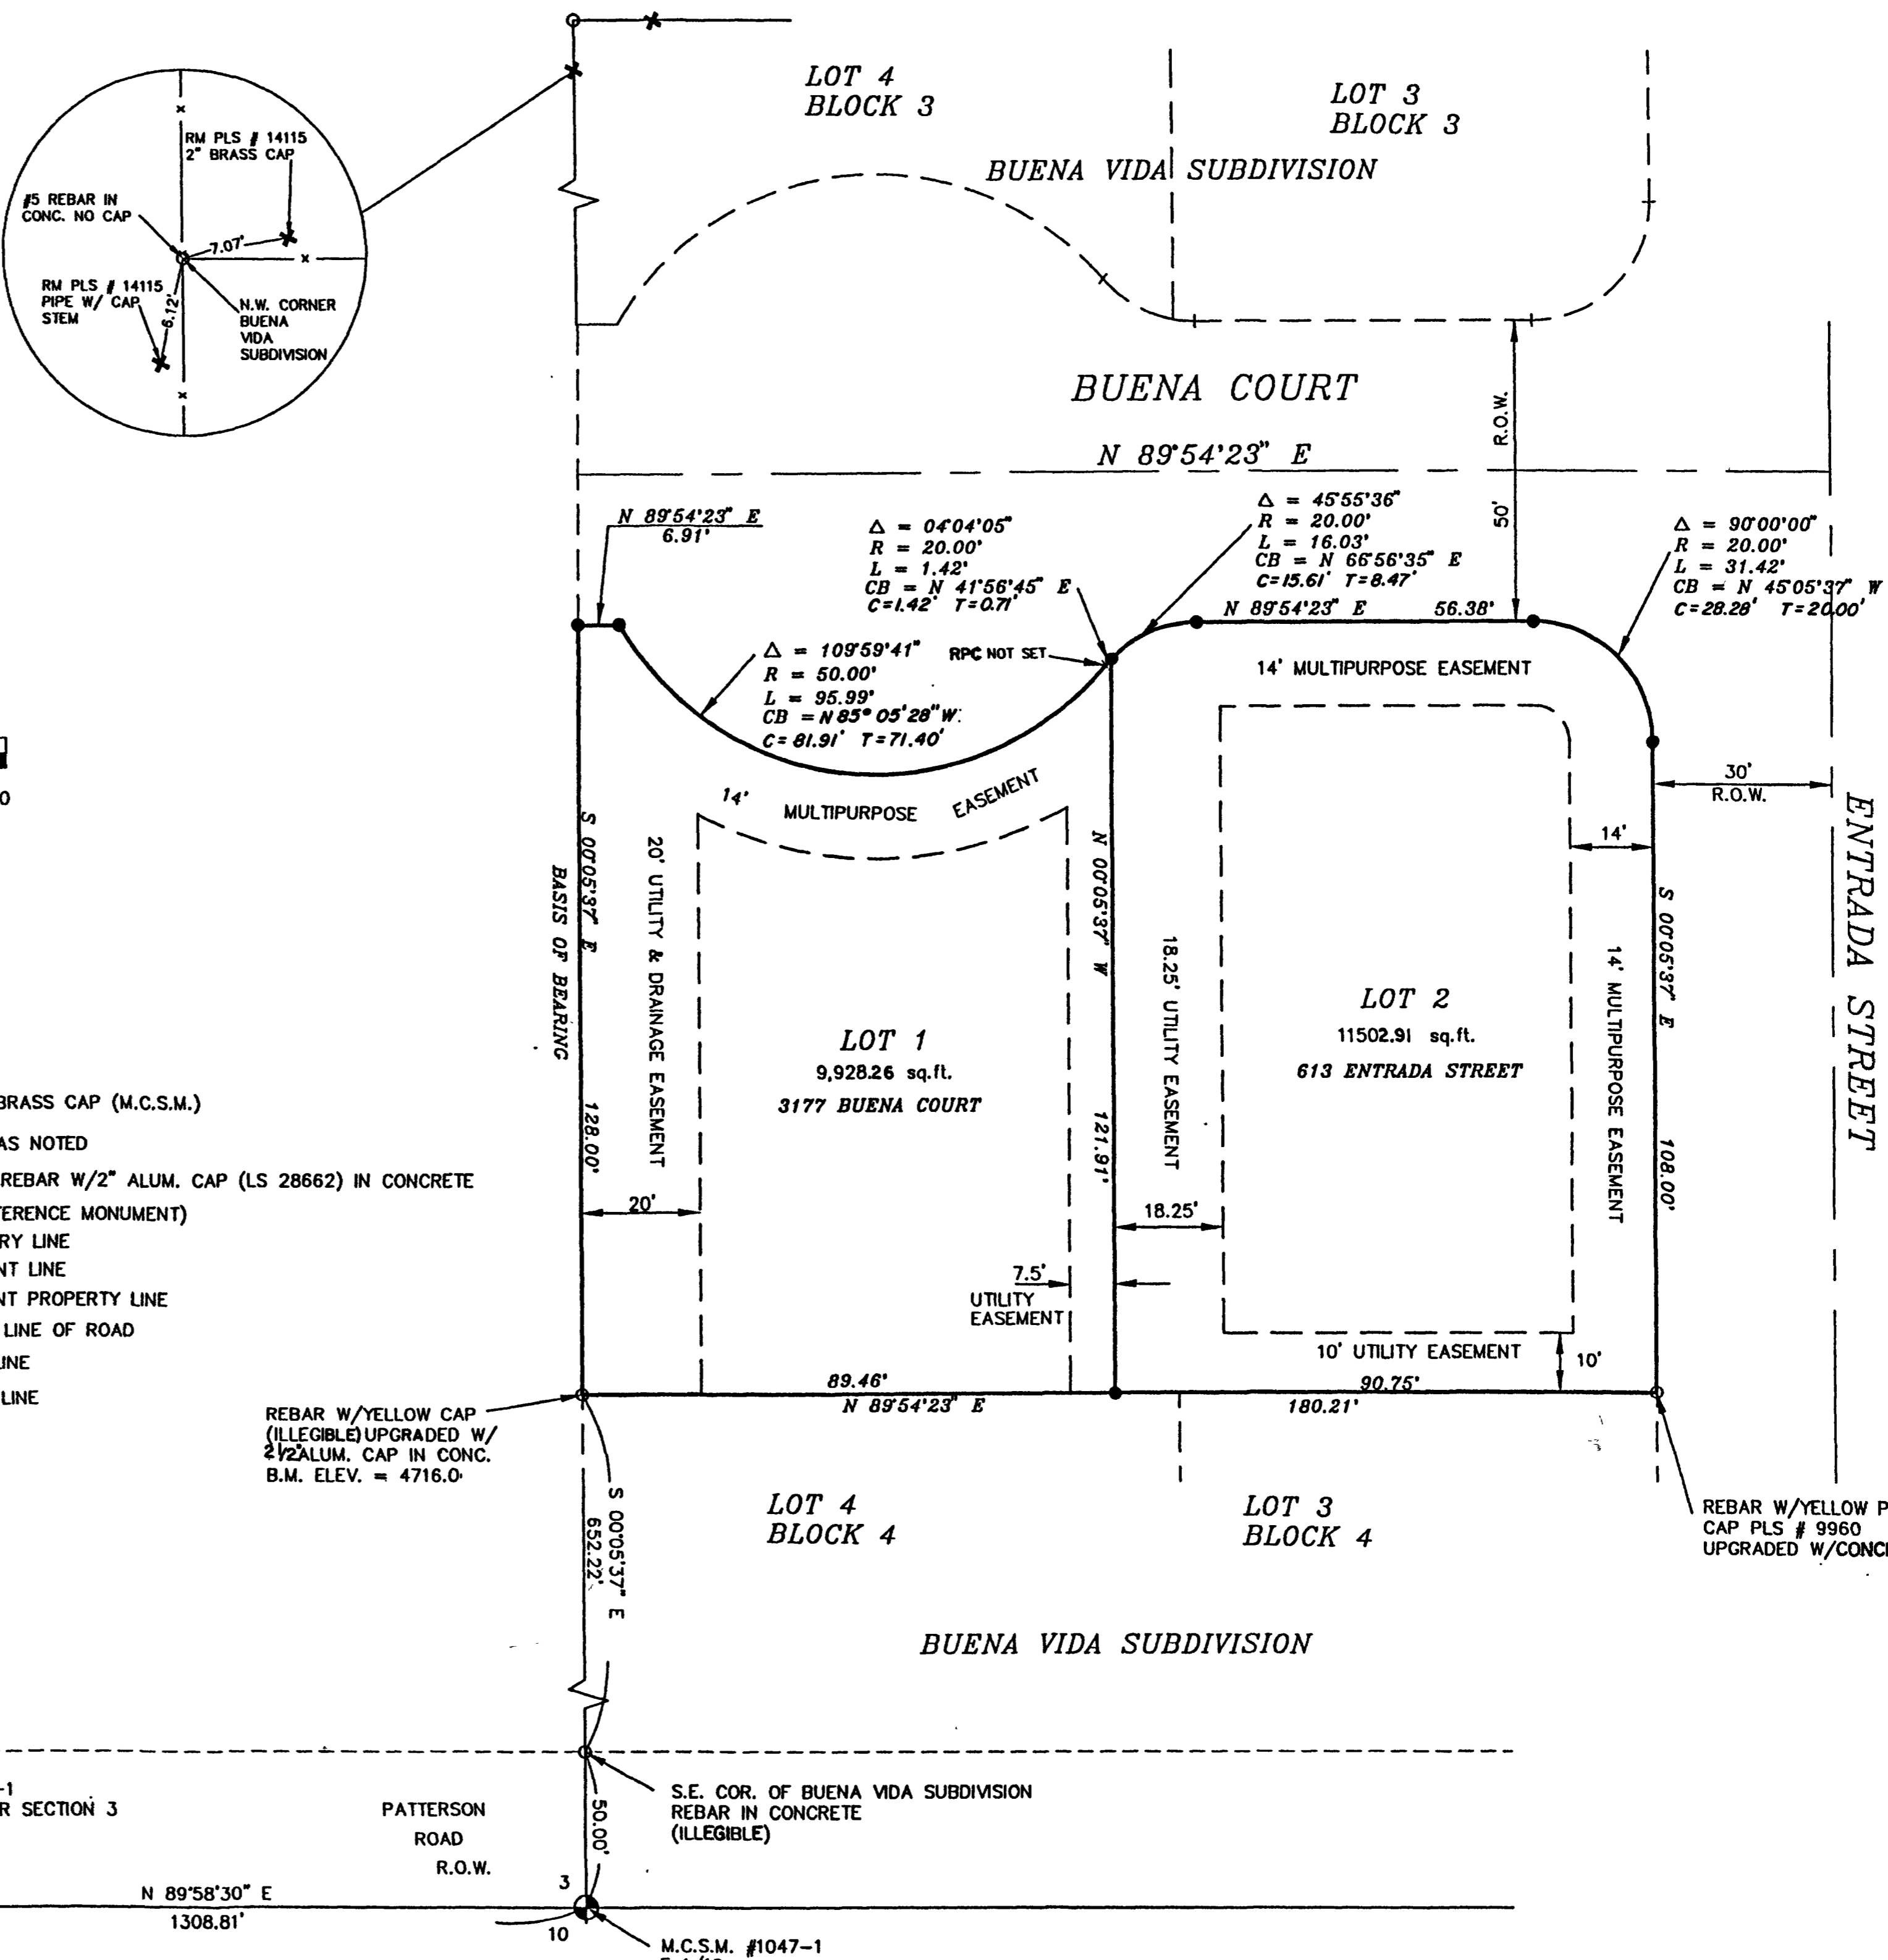 LOT 4
BLOCK 3
LOT 3
BLOCK 3
BUENA VIDA SUBDIVISION
RM PLS # 14115
2" BRASS CAP
#5 REBAR IN
CONC. NO CAP
7.07'
RM PLS # 14115
PIPE W/ CAP
STEM
6.12'
N.W. CORNER
BUENA
VIDA
SUBDIVISION
BUENA COURT
N 89°54'23" E
R.O.W.
50'
N 89°54'23" E
6.91'
Δ = 04°04'05"
R = 20.00'
L = 1.42'
CB = N 41°56'45" E
C=1.42' T=0.71'
Δ = 45°55'36"
R = 20.00'
L = 16.03'
CB = N 66°56'35" E
C=15.61' T=8.47'
Δ = 90°00'00"
R = 20.00'
L = 31.42'
CB = N 45°05'37" W
C=28.28' T=20.00'
N 89°54'23" E 56.38'
Δ = 109°59'41"
R = 50.00'
L = 95.99'
CB = N 85° 05'28" W
C=81.91' T=71.40'
RPC NOT SET
14' MULTIPURPOSE EASEMENT
14' MULTIPURPOSE EASEMENT
30'
R.O.W.
0
ENTRADA STREET
14'
S 00°05'37" E 128.00'
BASIS OF BEARING
20' UTILITY & DRAINAGE EASEMENT
N 00°05'37" W 121.91'
18.25' UTILITY EASEMENT
14' MULTIPURPOSE EASEMENT
S 00°05'37" E 108.00'
LOT 1
9,928.26 sq.ft.
3177 BUENA COURT
LOT 2
11502.91 sq.ft.
613 ENTRADA STREET
BRASS CAP (M.C.S.M.)
AS NOTED
REBAR W/2" ALUM. CAP (LS 28662) IN CONCRETE
ERENCE MONUMENT)
RY LINE
NT LINE
NT PROPERTY LINE
LINE OF ROAD
INE
LINE
20'
18.25'
7.5'
UTILITY
EASEMENT
10' UTILITY EASEMENT
10'
89.46'
N 89°54'23" E
90.75'
180.21'
REBAR W/YELLOW CAP
(ILLEGIBLE) UPGRADED W/
2 1/2" ALUM. CAP IN CONC.
B.M. ELEV. = 4716.0
S 00°05'37" E
652.22'
LOT 4
BLOCK 4
LOT 3
BLOCK 4
REBAR W/YELLOW P
CAP PLS # 9960
UPGRADED W/CONC
BUENA VIDA SUBDIVISION
-1
R SECTION 3
PATTERSON
ROAD
R.O.W.
50.00'
S.E. COR. OF BUENA VIDA SUBDIVISION
REBAR IN CONCRETE
(ILLEGIBLE)
N 89°58'30" E
1308.81'
3
10
M.C.S.M. #1047-1